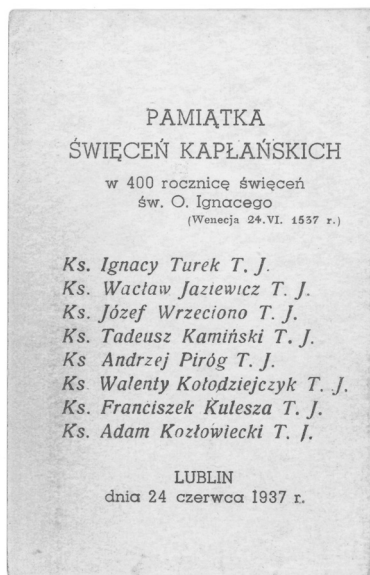 PAMIĄTKA
ŚWIĘCEŃ KAPŁAŃSKICH
w 400 rocznicę święceń
św. O. Ignacego
(Wenecja 24.VI. 1537 r.)
Ks. Ignacy Turek T. J.
Ks. Wacław Jaziewicz T. J.
Ks. Józef Wrzeciono T. J.
Ks. Tadeusz Kamiński T. J.
Ks Andrzej Piróg T. J.
Ks. Walenty Kołodziejczyk T. J.
Ks. Franciszek Kulesza T. J.
Ks. Adam Kozłowiecki T. J.
LUBLIN
dnia 24 czerwca 1937 r.